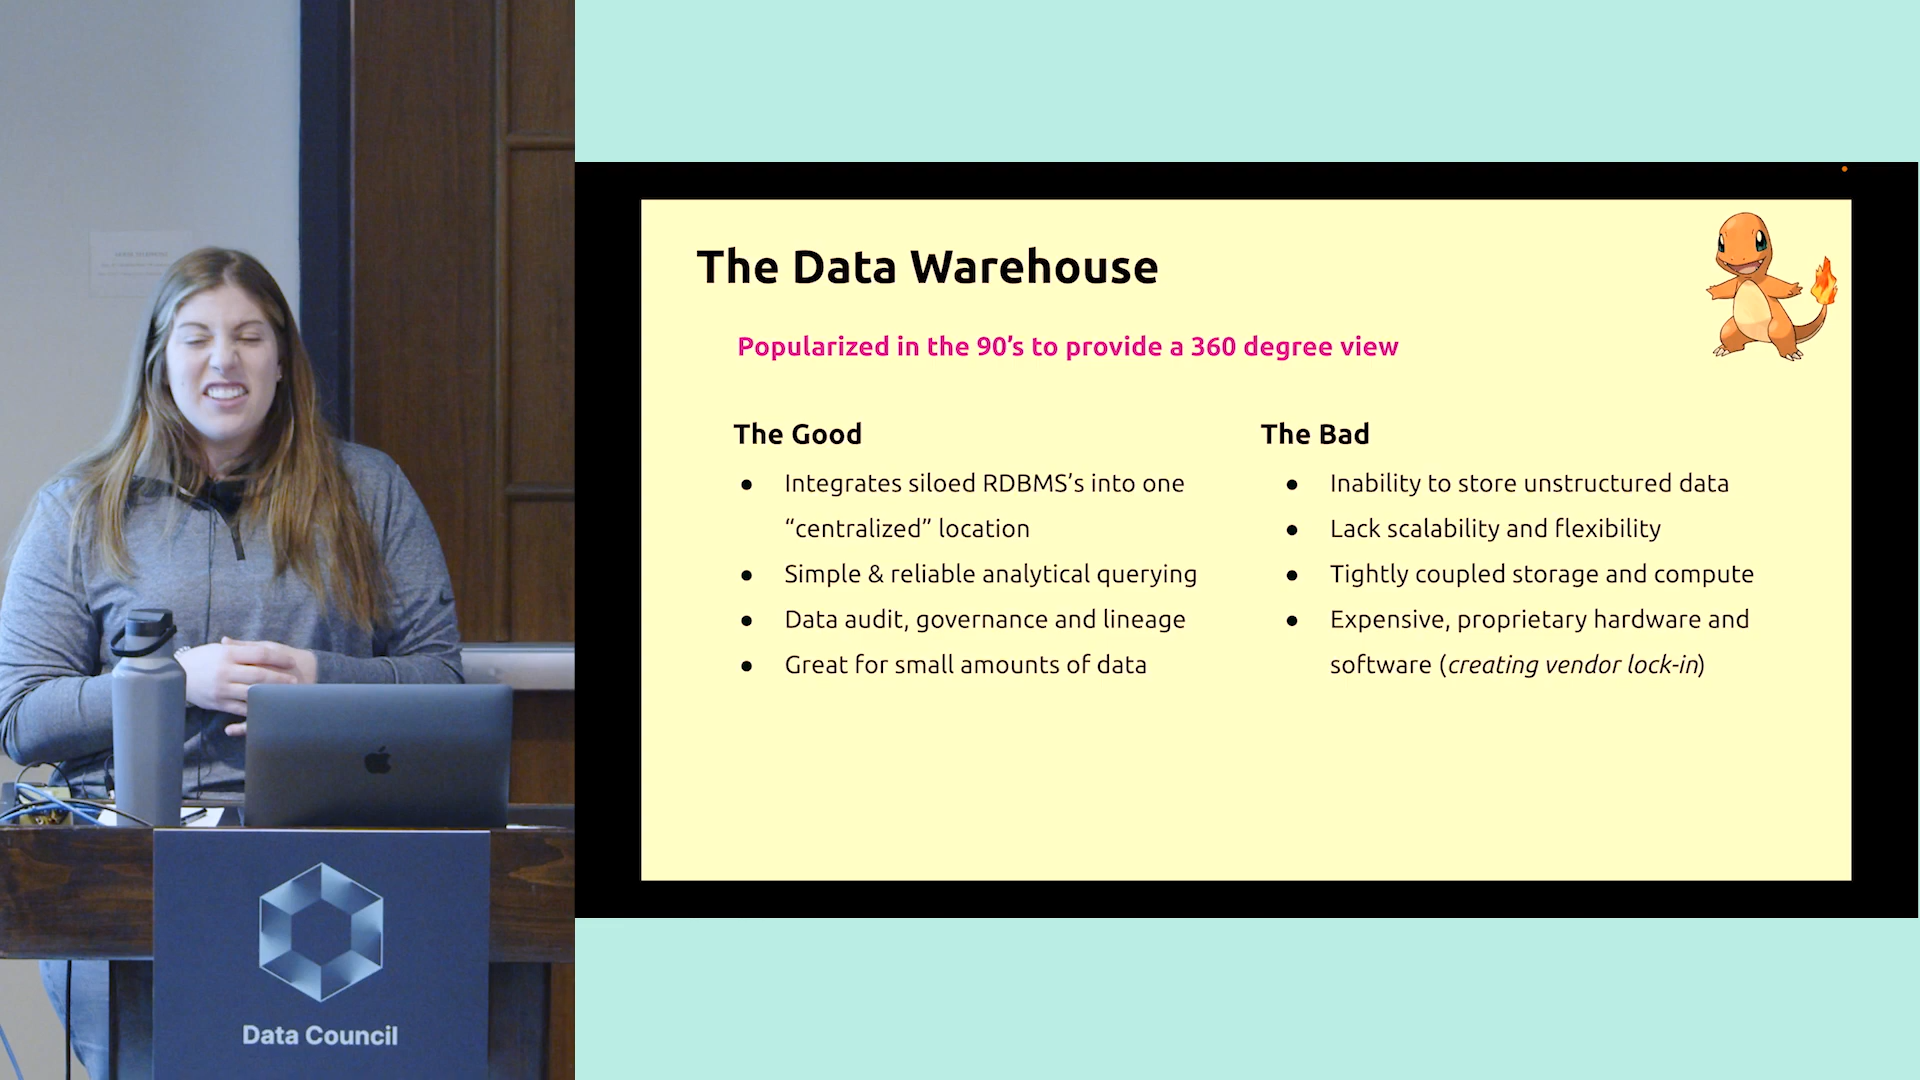 The Data Warehouse
Popularized in the 90’s to provide a 360 degree view
The Good
● Integrates siloed RDBMS’s into one
“centralized” location
● Simple & reliable analytical querying
● Data audit, governance and lineage
● Great for small amounts of data
The Bad
● Inability to store unstructured data
● Lack scalability and flexibility
● Tightly coupled storage and compute
● Expensive, proprietary hardware and
software (creating vendor lock-in)
Data Council